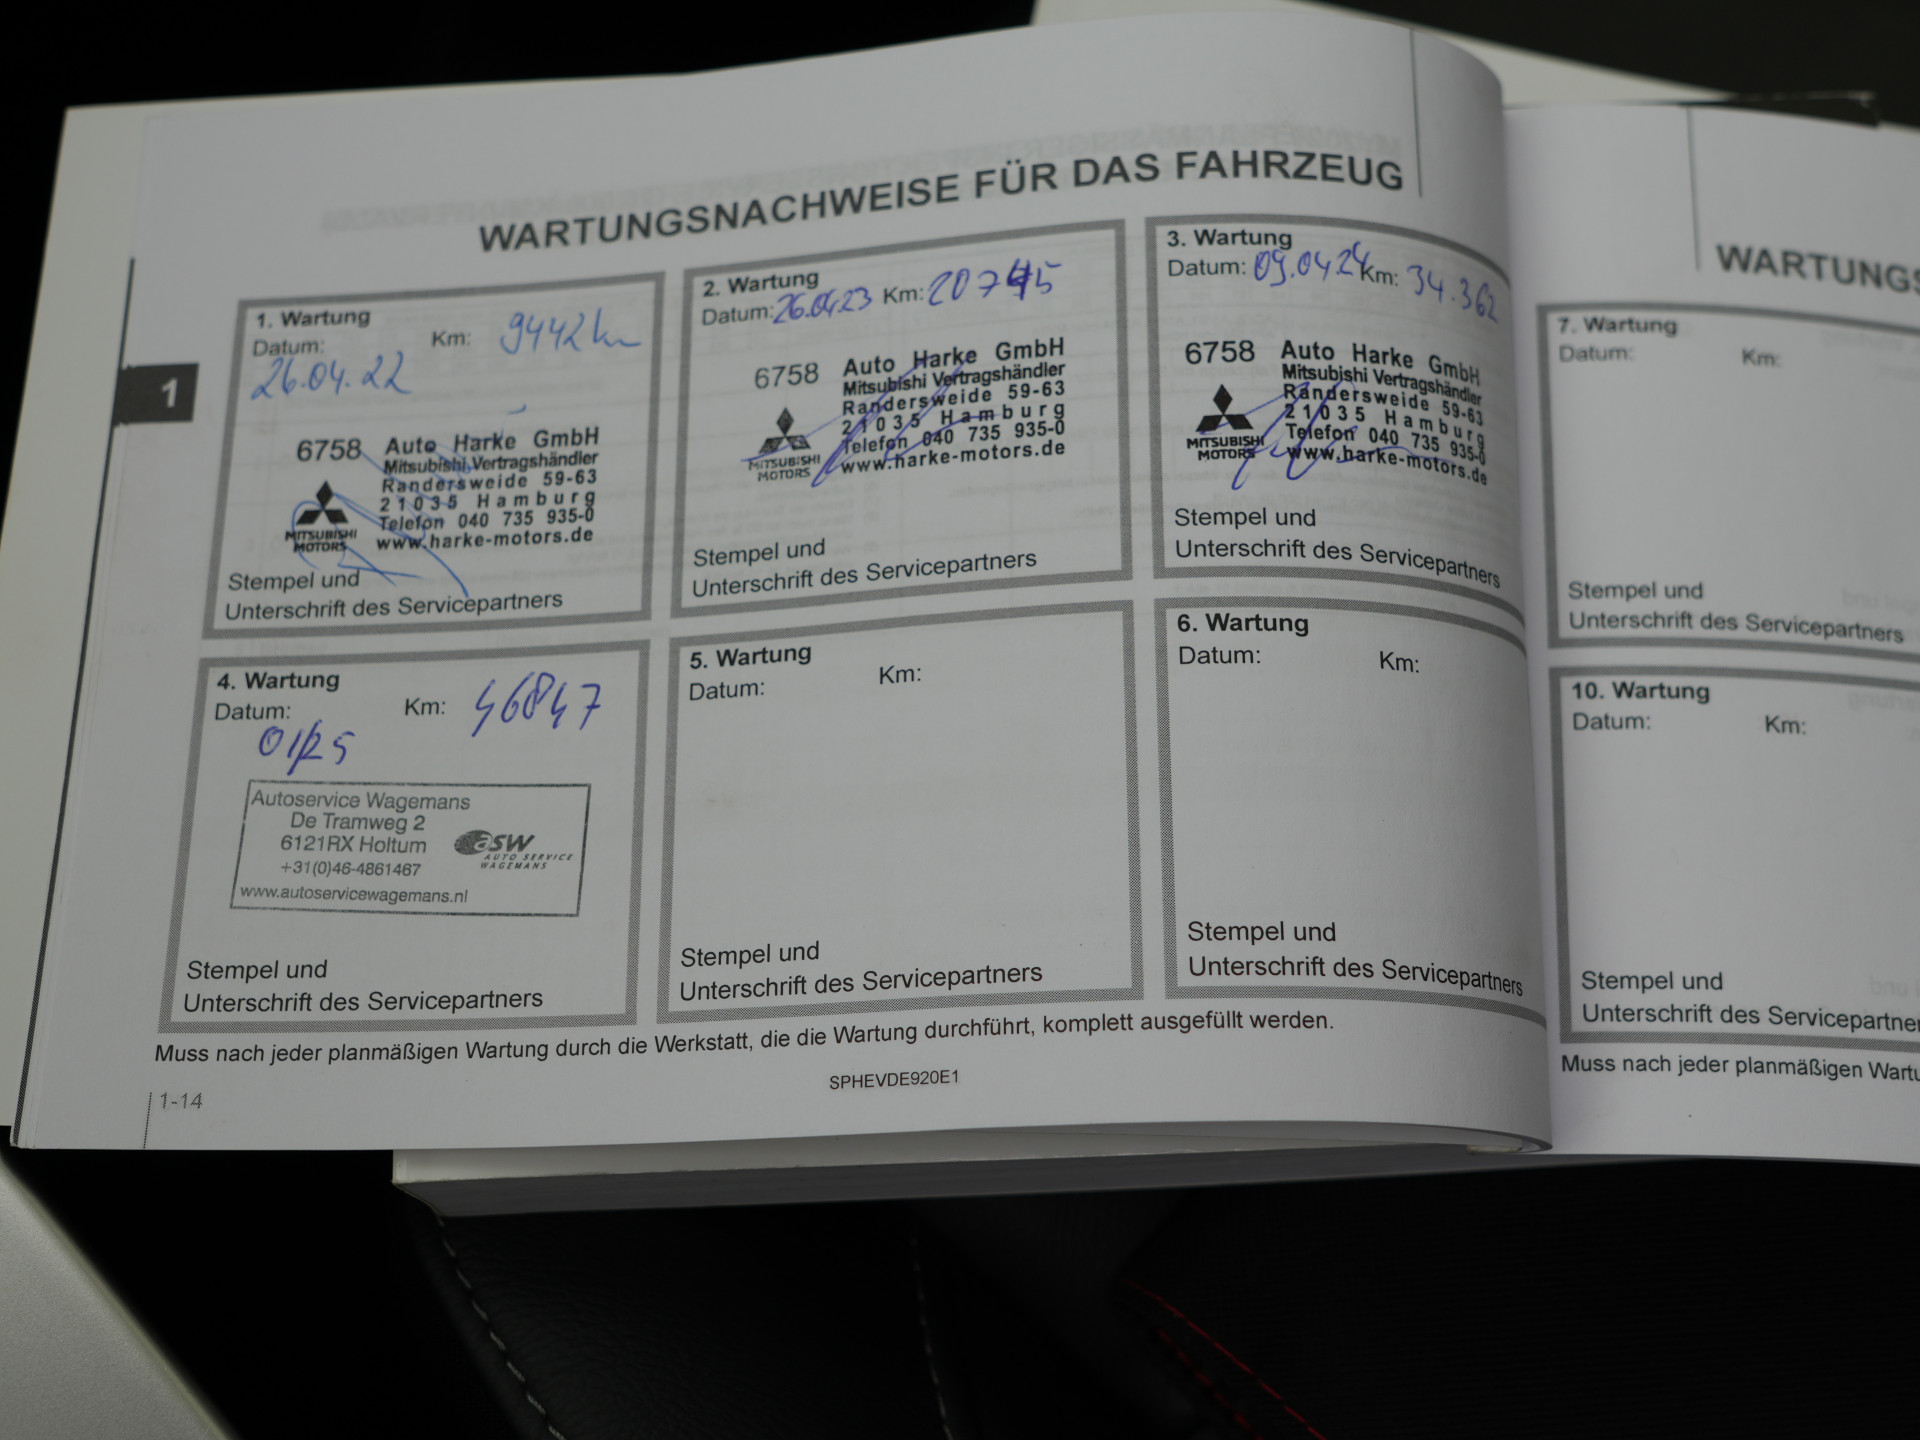 WARTUNGSNACHWEISE FÜR DAS FAHRZEUG
1
1. Wartung
Datum: Km: 9442 km
26.04.22
6758 Auto Harke GmbH
Mitsubishi Vertragshändler
Randersweide 59-63
21035 Hamburg
Telefon 040 735 935-0
www.harke-motors.de
MITSUBISHI
MOTORS
Stempel und
Unterschrift des Servicepartners
2. Wartung
Datum: 26.04.23 Km: 20745
6758 Auto Harke GmbH
Mitsubishi Vertragshändler
Randersweide 59-63
21035 Hamburg
Telefon 040 735 935-0
www.harke-motors.de
MITSUBISHI
MOTORS
Stempel und
Unterschrift des Servicepartners
3. Wartung
Datum: 09.04.24 Km: 34.362
6758 Auto Harke GmbH
Mitsubishi Vertragshändler
Randersweide 59-63
21035 Hamburg
Telefon 040 735 935-0
www.harke-motors.de
MITSUBISHI
MOTORS
Stempel und
Unterschrift des Servicepartners
4. Wartung
Datum: Km: 46847
01/25
Autoservice Wagemans
De Tramweg 2
6121RX Holtum
+31(0)46-4861467
www.autoservicewagemans.nl
asw
AUTO SERVICE
WAGEMANS
Stempel und
Unterschrift des Servicepartners
5. Wartung
Datum: Km:
Stempel und
Unterschrift des Servicepartners
6. Wartung
Datum: Km:
Stempel und
Unterschrift des Servicepartners
Muss nach jeder planmäßigen Wartung durch die Werkstatt, die die Wartung durchführt, komplett ausgefüllt werden.
SPHEVDE920E1
1-14
WARTUNGS
7. Wartung
Datum: Km:
Stempel und
Unterschrift des Servicepartners
10. Wartung
Datum: Km:
Stempel und
Unterschrift des Servicepartne
Muss nach jeder planmäßigen Wartu